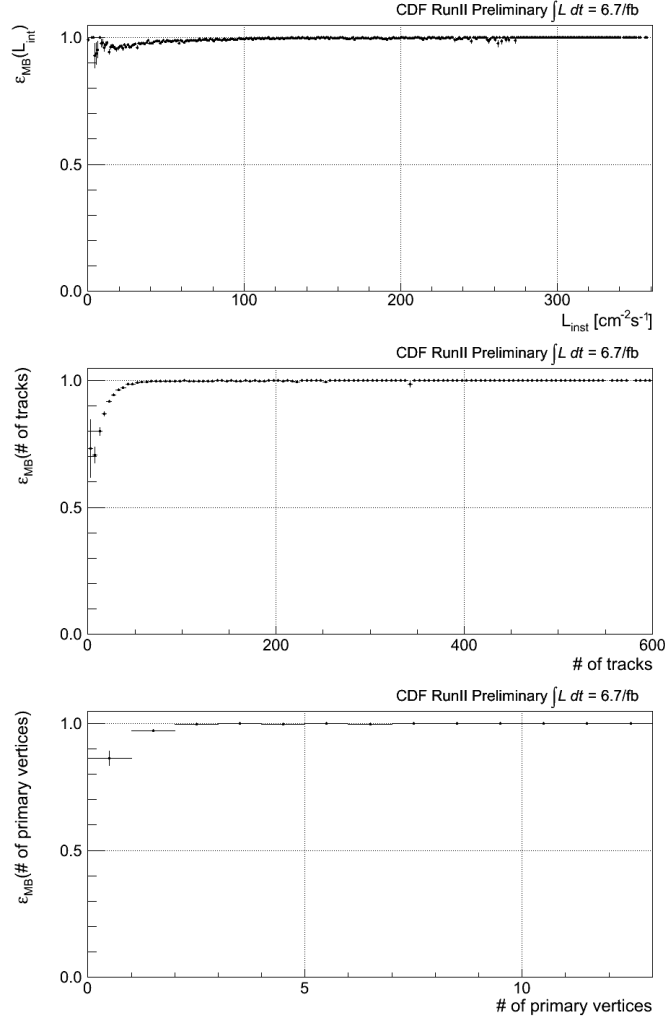 CDF RunII Preliminary ∫L dt = 6.7/fb
ε_MB(L_int)
1.0
0.5
0.0
0 100 200 300
L_inst [cm⁻²s⁻¹]
CDF RunII Preliminary ∫L dt = 6.7/fb
ε_MB(# of tracks)
1.0
0.5
0.0
0 200 400 600
# of tracks
CDF RunII Preliminary ∫L dt = 6.7/fb
ε_MB(# of primary vertices)
1.0
0.5
0.0
0 5 10
# of primary vertices